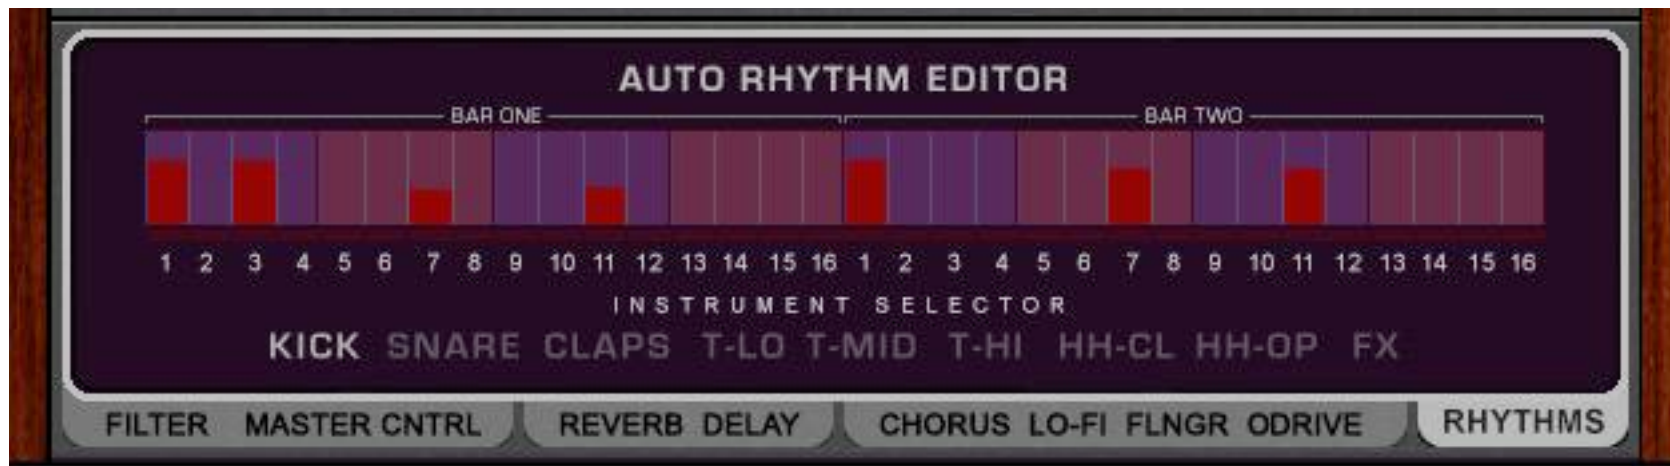 AUTO RHYTHM EDITOR
BAR ONE BAR TWO
1 2 3 4 5 6 7 8 9 10 11 12 13 14 15 16 1 2 3 4 5 6 7 8 9 10 11 12 13 14 15 16
INSTRUMENT SELECTOR
KICK SNARE CLAPS T-LO T-MID T-HI HH-CL HH-OP FX
FILTER MASTER CNTRL REVERB DELAY CHORUS LO-FI FLNGR ODRIVE RHYTHMS